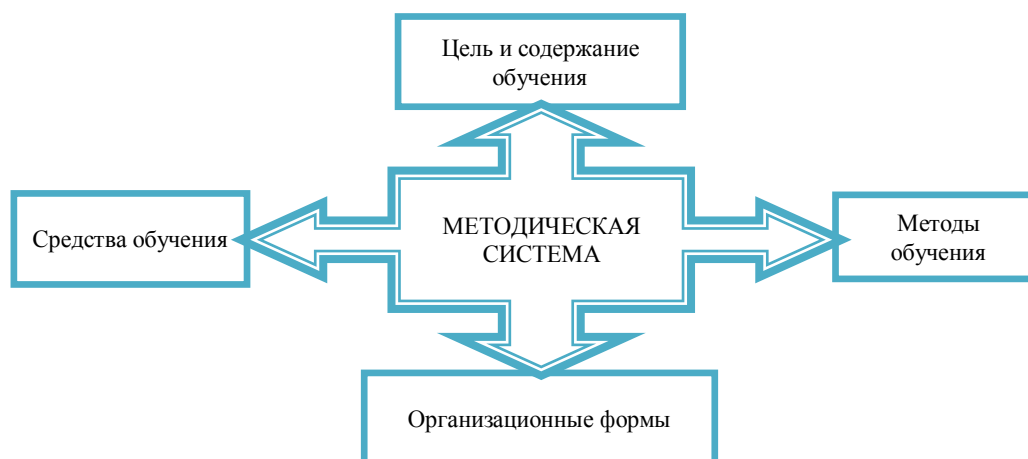 Цель и содержание
обучения
Средства обучения
МЕТОДИЧЕСКАЯ
СИСТЕМА
Методы
обучения
Организационные формы